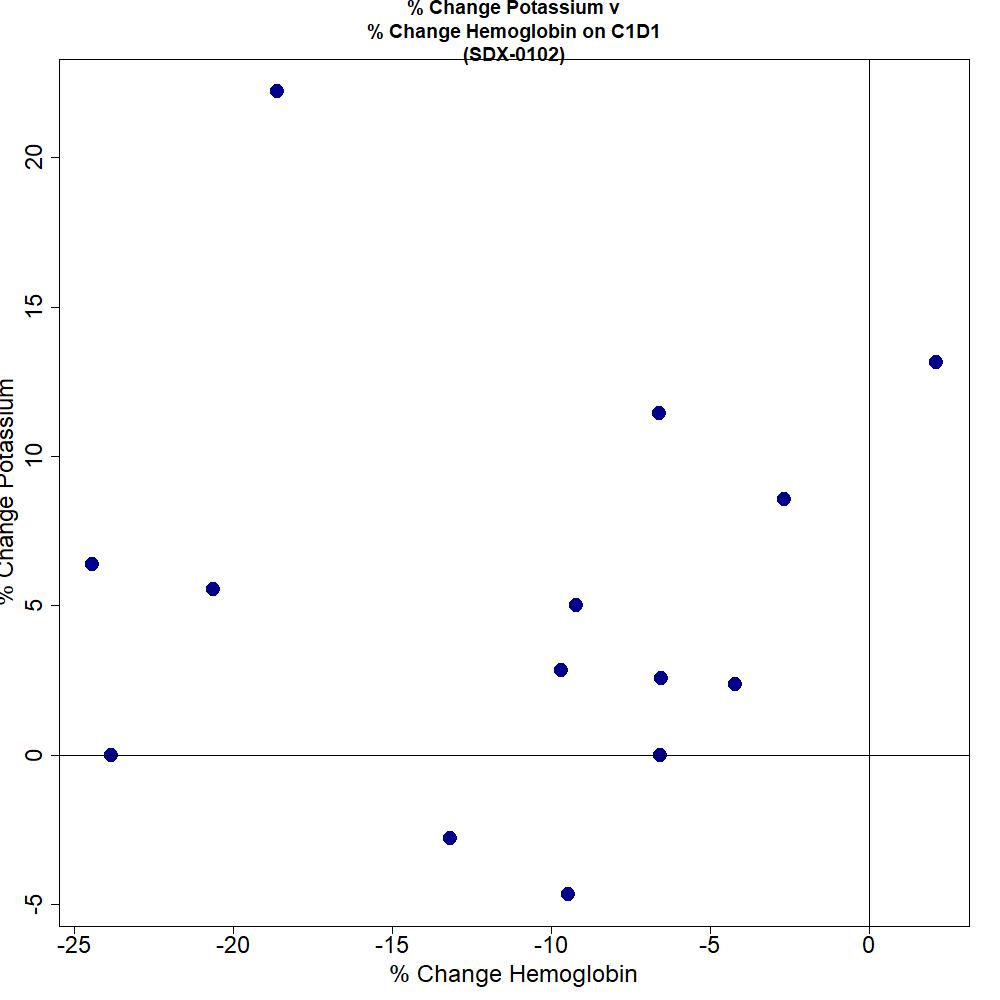 % Change Potassium v
% Change Hemoglobin on C1D1
(SDX-0102)
% Change Potassium
20
15
10
5
0
-5
-25
-20
-15
-10
-5
0
% Change Hemoglobin